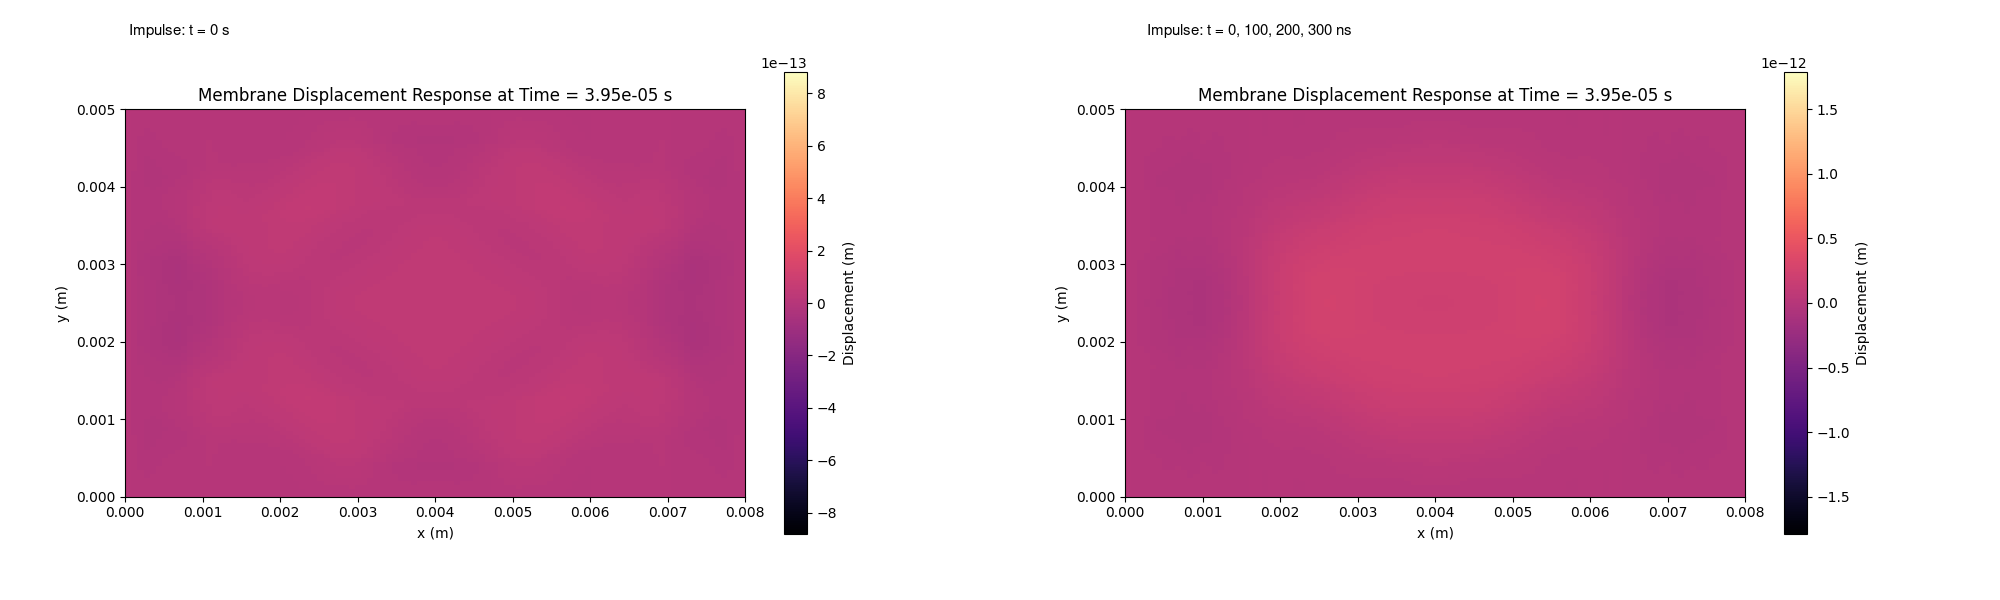 Impulse: t = 0 s
1e−13
Membrane Displacement Response at Time = 3.95e-05 s
0.005
0.004
0.003
0.002
0.001
0.000
y (m)
0.000 0.001 0.002 0.003 0.004 0.005 0.006 0.007 0.008
x (m)
8
6
4
2
0
−2
−4
−6
−8
Displacement (m)
Impulse: t = 0, 100, 200, 300 ns
1e−12
Membrane Displacement Response at Time = 3.95e-05 s
0.005
0.004
0.003
0.002
0.001
0.000
y (m)
0.000 0.001 0.002 0.003 0.004 0.005 0.006 0.007 0.008
x (m)
1.5
1.0
0.5
0.0
−0.5
−1.0
−1.5
Displacement (m)